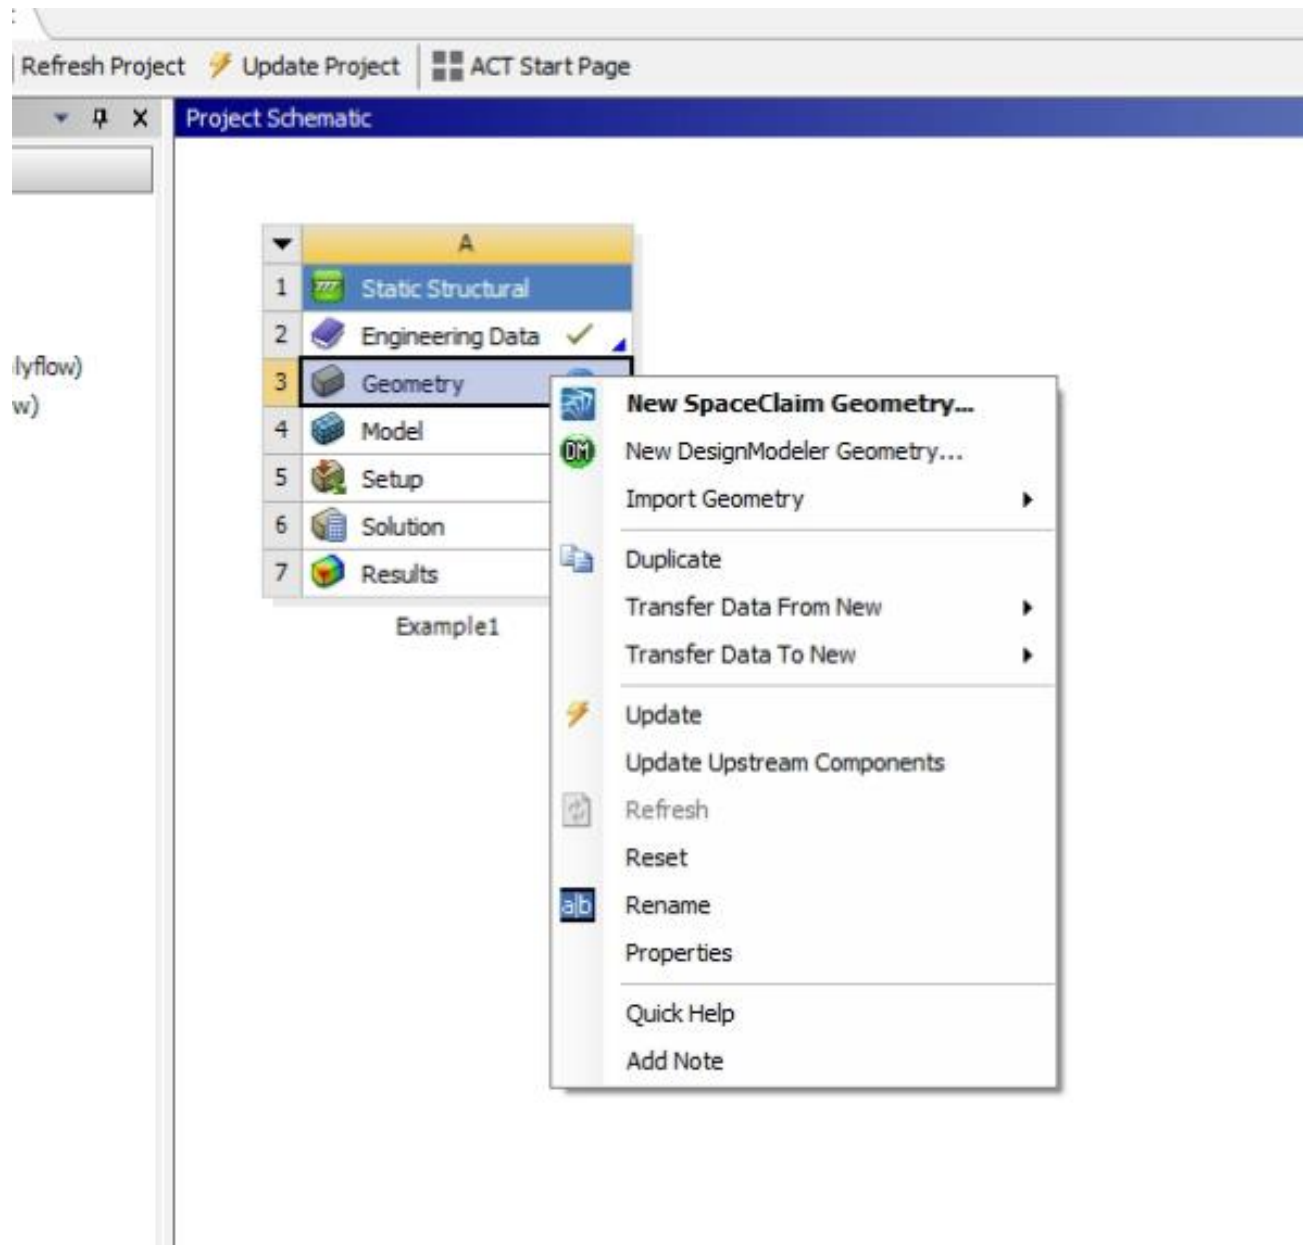 Refresh Project Update Project ACT Start Page
Project Schematic
A
1 Static Structural
2 Engineering Data
3 Geometry
4 Model
5 Setup
6 Solution
7 Results
Example1
lyflow)
w)
New SpaceClaim Geometry...
DM New DesignModeler Geometry...
Import Geometry
Duplicate
Transfer Data From New
Transfer Data To New
Update
Update Upstream Components
Refresh
Reset
a|b Rename
Properties
Quick Help
Add Note